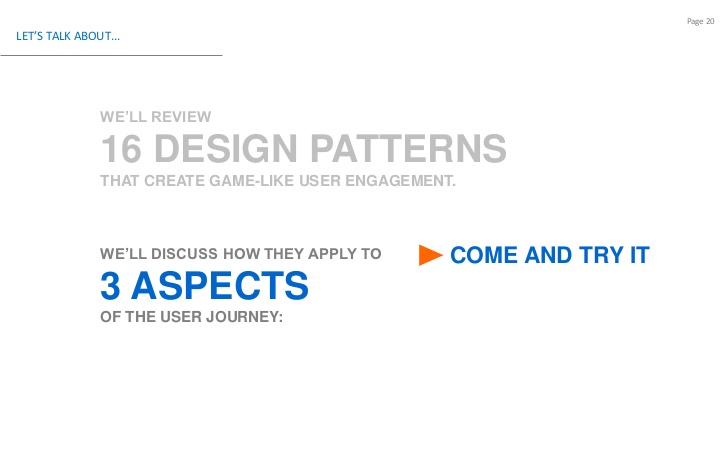 Page 20
LET'S TALK ABOUT...
WE'LL REVIEW
16 DESIGN PATTERNS
THAT CREATE GAME-LIKE USER ENGAGEMENT.
WE'LL DISCUSS HOW THEY APPLY TO
3 ASPECTS
OF THE USER JOURNEY:
COME AND TRY IT